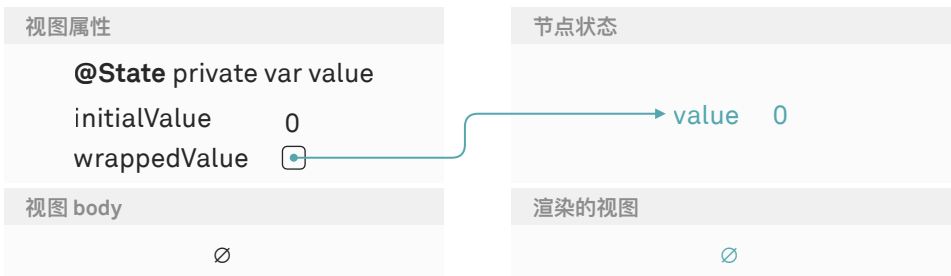 视图属性
@State private var value
initialValue 0
wrappedValue
节点状态
value 0
视图 body
∅
渲染的视图
∅